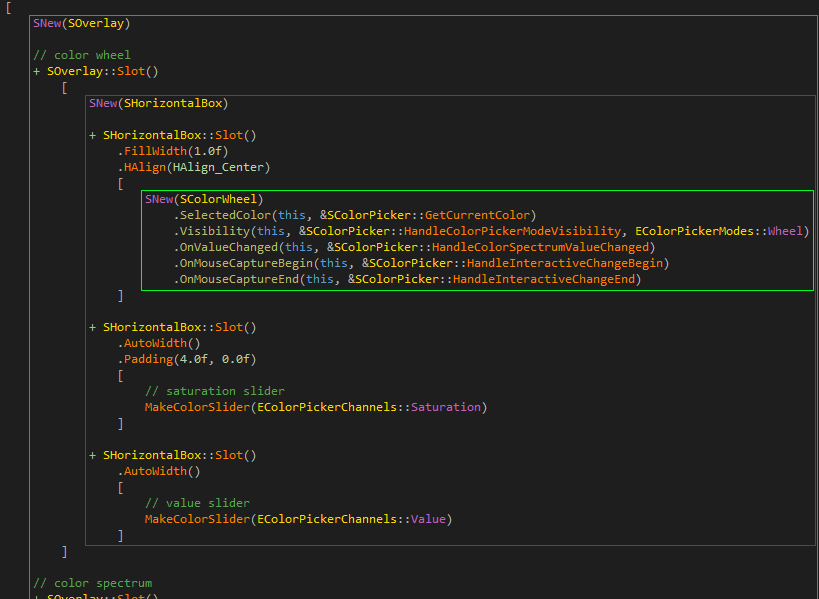 [
SNew(SOverlay)
// color wheel
+ SOverlay::Slot()
[
SNew(SHorizontalBox)
+ SHorizontalBox::Slot()
.FillWidth(1.0f)
.HAlign(HAlign_Center)
[
SNew(SColorWheel)
.SelectedColor(this, &SColorPicker::GetCurrentColor)
.Visibility(this, &SColorPicker::HandleColorPickerModeVisibility, EColorPickerModes::Wheel)
.OnValueChanged(this, &SColorPicker::HandleColorSpectrumValueChanged)
.OnMouseCaptureBegin(this, &SColorPicker::HandleInteractiveChangeBegin)
.OnMouseCaptureEnd(this, &SColorPicker::HandleInteractiveChangeEnd)
]
+ SHorizontalBox::Slot()
.AutoWidth()
.Padding(4.0f, 0.0f)
[
// saturation slider
MakeColorSlider(EColorPickerChannels::Saturation)
]
+ SHorizontalBox::Slot()
.AutoWidth()
[
// value slider
MakeColorSlider(EColorPickerChannels::Value)
]
]
// color spectrum
+ SOverlay::Slot()